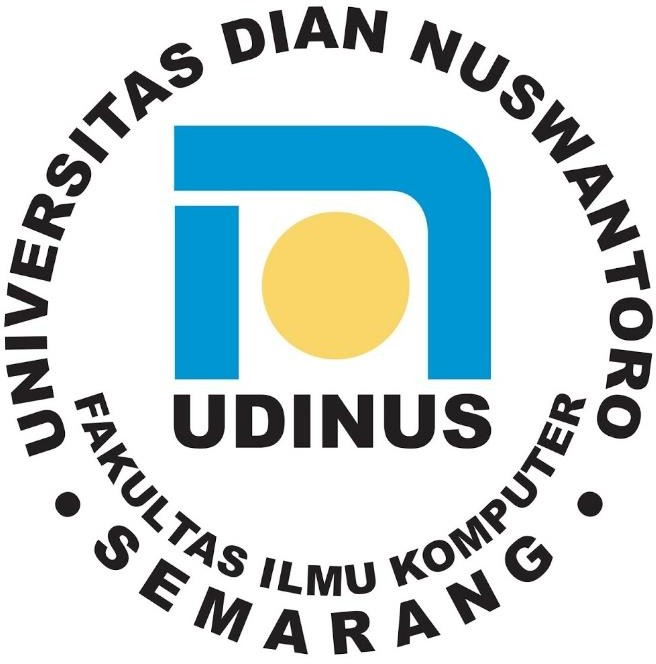 UNIVERSITAS DIAN NUSWANTORO
UDINUS
FAKULTAS ILMU KOMPUTER
• SEMARANG •